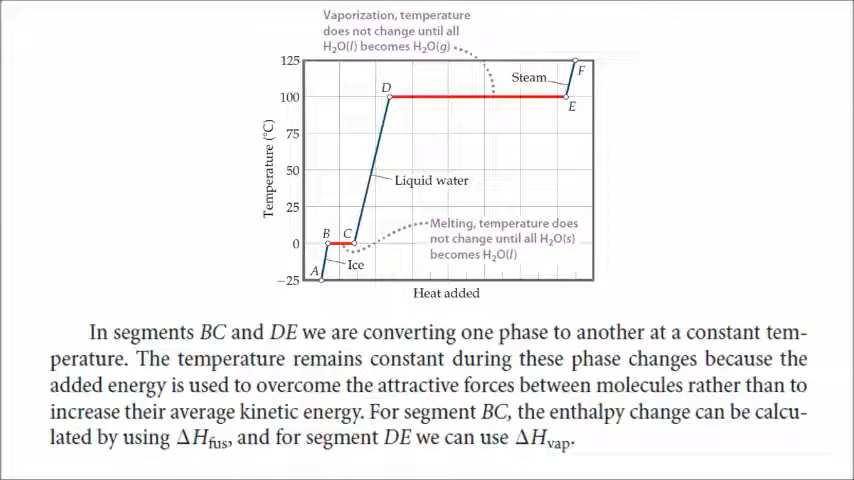 Vaporization, temperature
does not change until all
H₂O(l) becomes H₂O(g)
125
100
75
50
25
0
−25
Temperature (°C)
A
B
C
D
E
F
Steam
Liquid water
Ice
Melting, temperature does
not change until all H₂O(s)
becomes H₂O(l)
Heat added
In segments BC and DE we are converting one phase to another at a constant tem-
perature. The temperature remains constant during these phase changes because the
added energy is used to overcome the attractive forces between molecules rather than to
increase their average kinetic energy. For segment BC, the enthalpy change can be calcu-
lated by using ΔHfus, and for segment DE we can use ΔHvap.